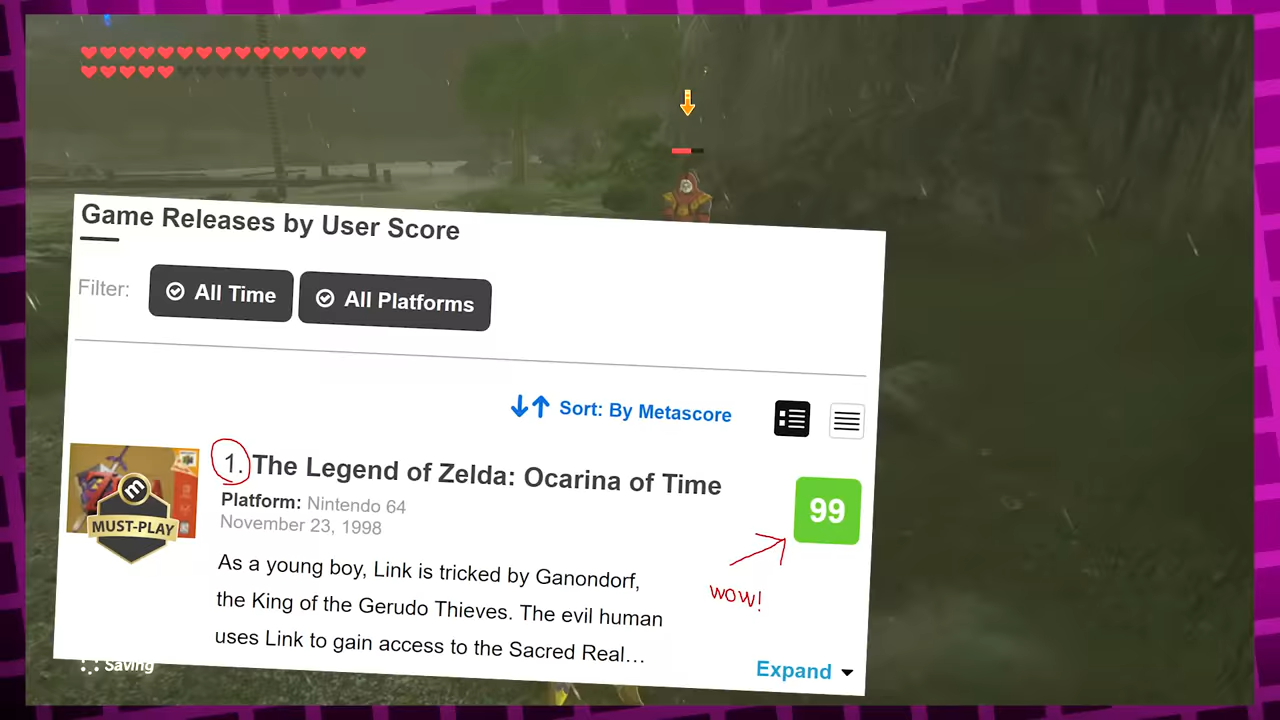 Game Releases by User Score
Filter: All Time All Platforms
Sort: By Metascore
1. The Legend of Zelda: Ocarina of Time
Platform: Nintendo 64
November 23, 1998
99
MUST-PLAY
As a young boy, Link is tricked by Ganondorf,
the King of the Gerudo Thieves. The evil human
uses Link to gain access to the Sacred Real...
wow!
Expand
Saving